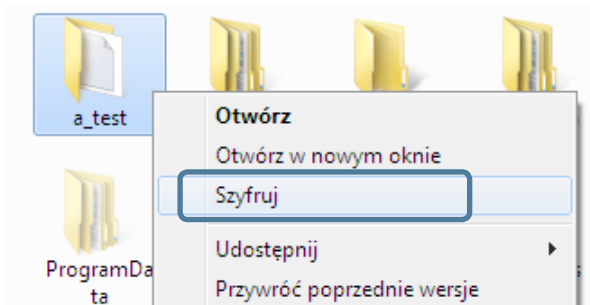 a_test
Otwórz
Otwórz w nowym oknie
Szyfruj
Udostępnij
Przywróć poprzednie wersje
ProgramDa
ta